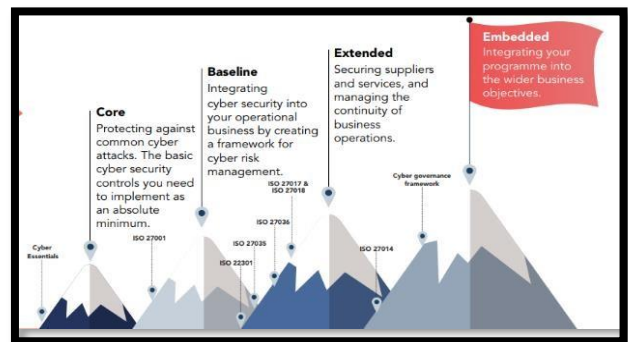 Core
Protecting against
common cyber
attacks. The basic
cyber security
controls you need
to implement as
an absolute
minimum.
Baseline
Integrating
cyber security into
your operational
business by creating
a framework for
cyber risk
management.
Extended
Securing suppliers
and services, and
managing the
continuity of
business
operations.
Embedded
Integrating your
programme into
the wider business
objectives.
Cyber
Essentials
ISO 27001
ISO 22301
ISO 27035
ISO 27036
ISO 27017 &
ISO 27018
ISO 27014
Cyber governance
framework